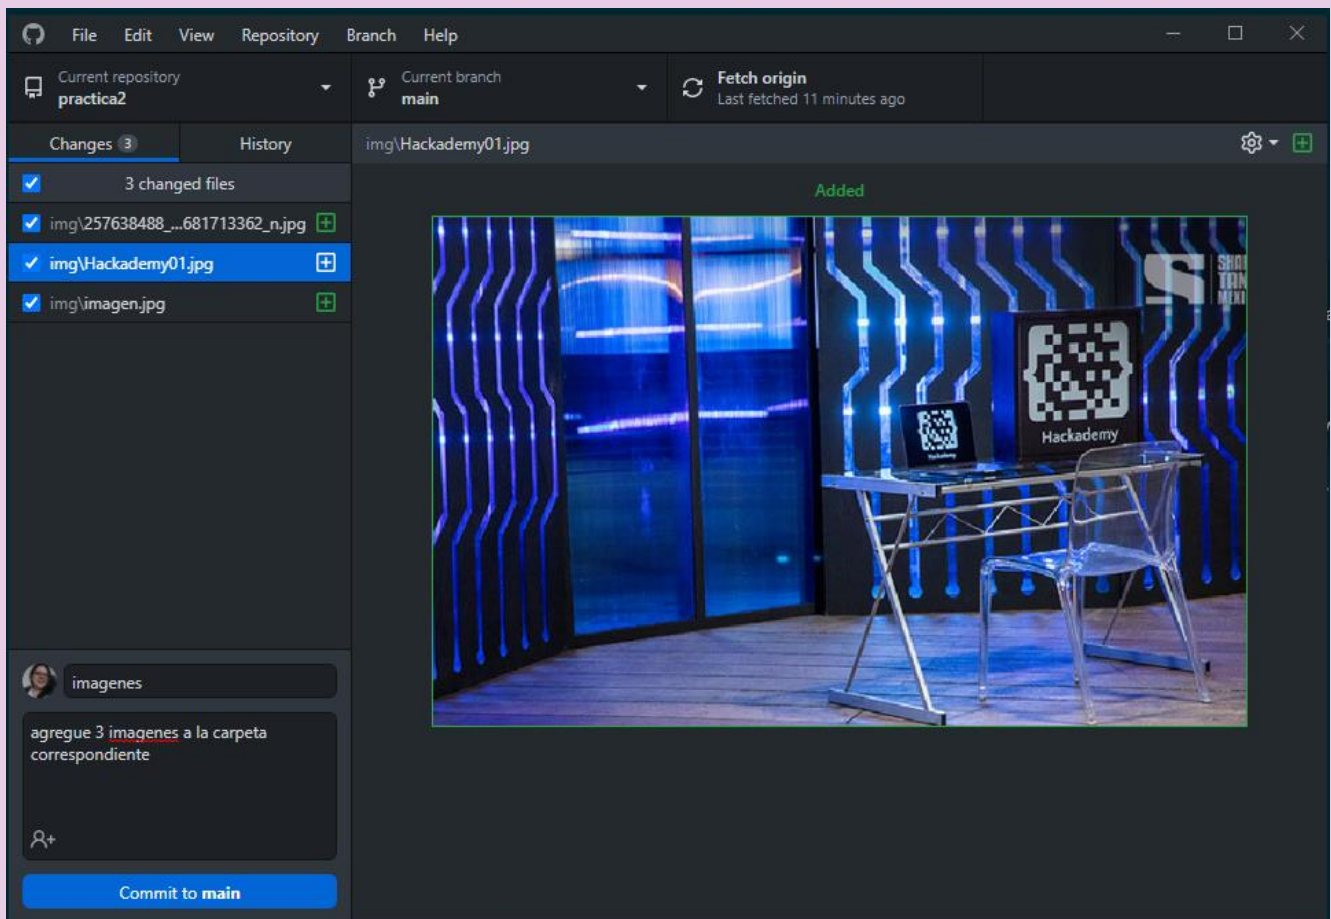 File Edit View Repository Branch Help
Current repository
practica2
Current branch
main
Fetch origin
Last fetched 11 minutes ago
Changes 3
History
img\Hackademy01.jpg
3 changed files
Added
img\257638488_...681713362_n.jpg
img\Hackademy01.jpg
img\imagen.jpg
S
Hackademy
Hackademy
imagenes
agregue 3 imagenes a la carpeta
correspondiente
Commit to main